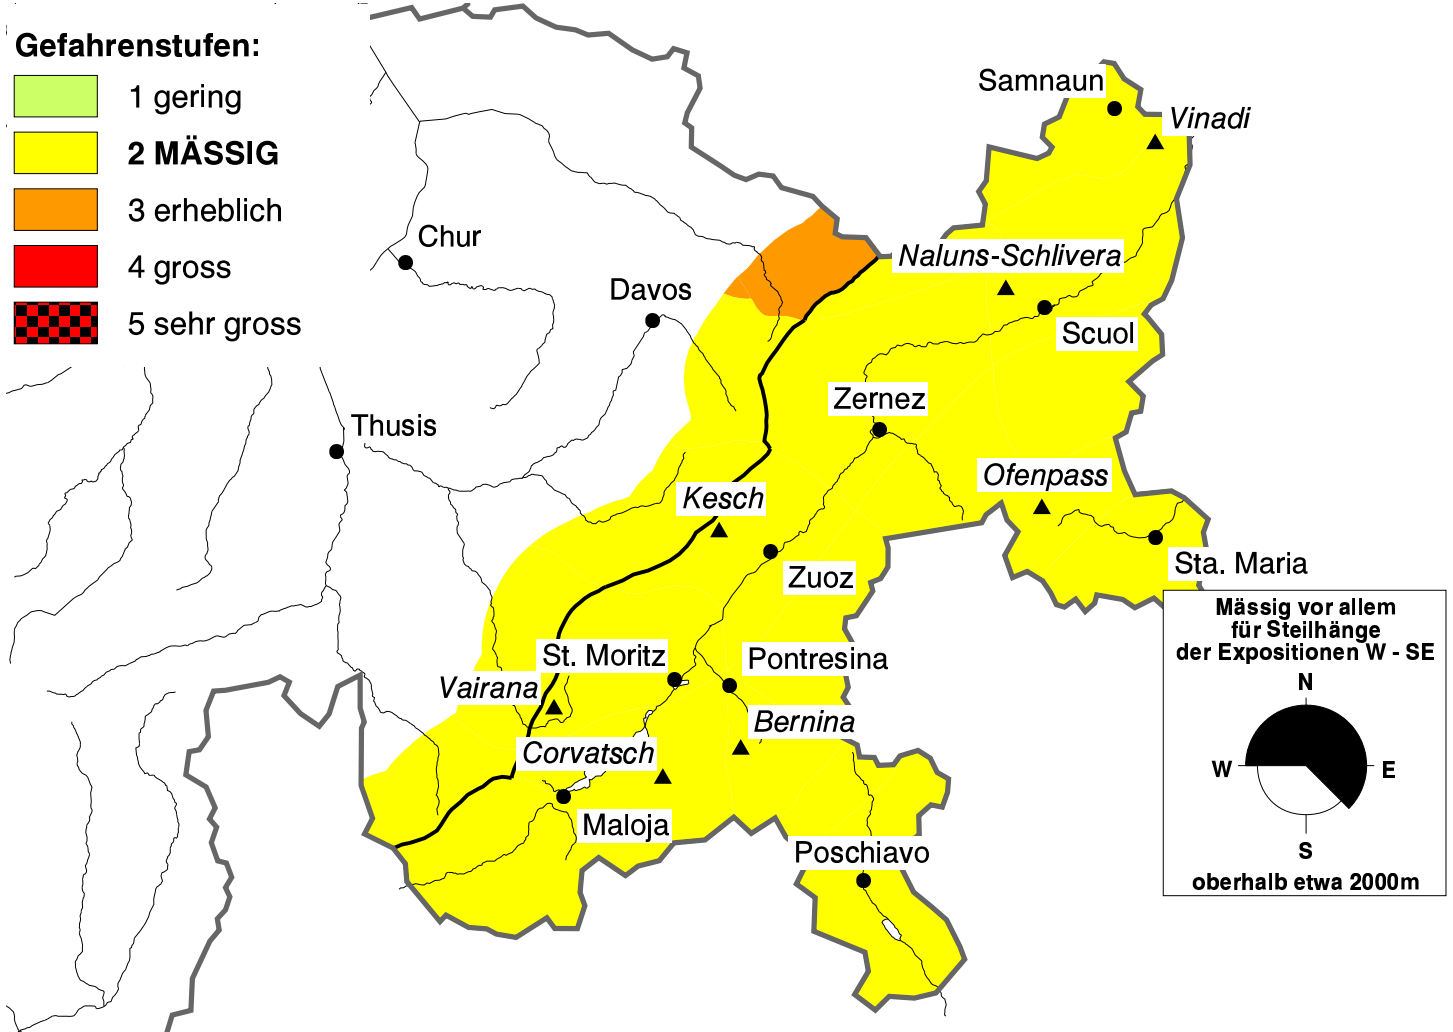 Gefahrenstufen:
1 gering
2 MÄSSIG
3 erheblich
4 gross
5 sehr gross
Samnaun
Vinadi
Chur
Naluns-Schlivera
Davos
Scuol
Zernez
Thusis
Ofenpass
Kesch
Sta. Maria
Zuoz
St. Moritz
Pontresina
Vairana
Bernina
Corvatsch
Maloja
Poschiavo
Mässig vor allem
für Steilhänge
der Expositionen W - SE
N
W
E
S
oberhalb etwa 2000m